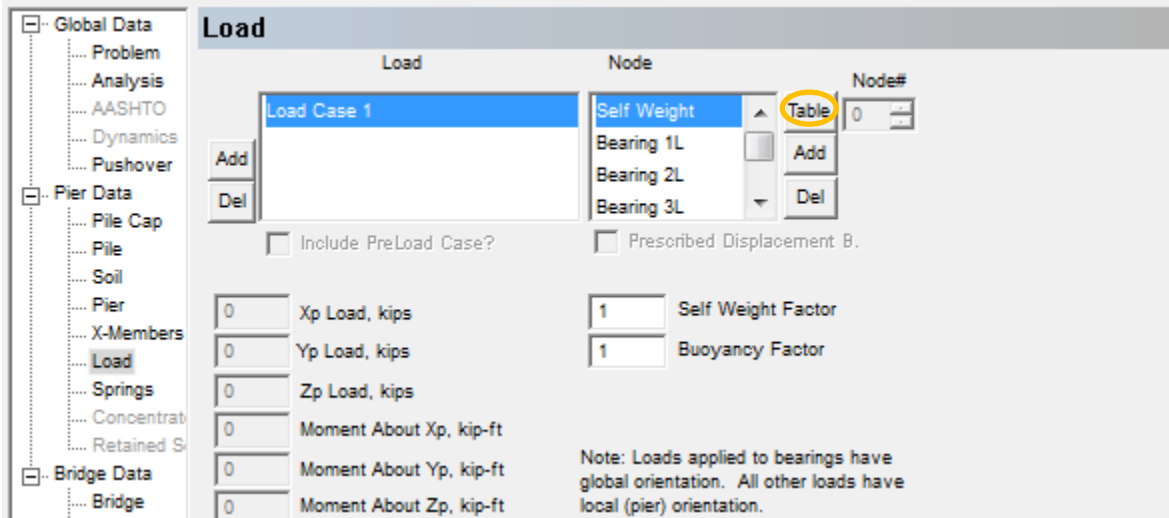 Global Data
Problem
Analysis
AASHTO
Dynamics
Pushover
Pier Data
Pile Cap
Pile
Soil
Pier
X-Members
Load
Springs
Concentrat
Retained S
Bridge Data
Bridge
Load
Load
Node
Node#
Load Case 1
Add
Del
Self Weight
Bearing 1L
Bearing 2L
Bearing 3L
Table
Add
Del
0
Include PreLoad Case?
Prescribed Displacement B.
0 Xp Load, kips
0 Yp Load, kips
0 Zp Load, kips
0 Moment About Xp, kip-ft
0 Moment About Yp, kip-ft
0 Moment About Zp, kip-ft
1 Self Weight Factor
1 Buoyancy Factor
Note: Loads applied to bearings have
global orientation. All other loads have
local (pier) orientation.